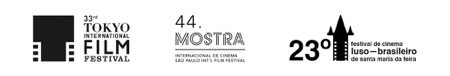 33rd
TOKYO
INTERNATIONAL
FILM
FESTIVAL
44.
MOSTRA
INTERNACIONAL DE CINEMA
SÃO PAULO INT'L FILM FESTIVAL
23º
festival de cinema
luso–brasileiro
de santa maria da feira